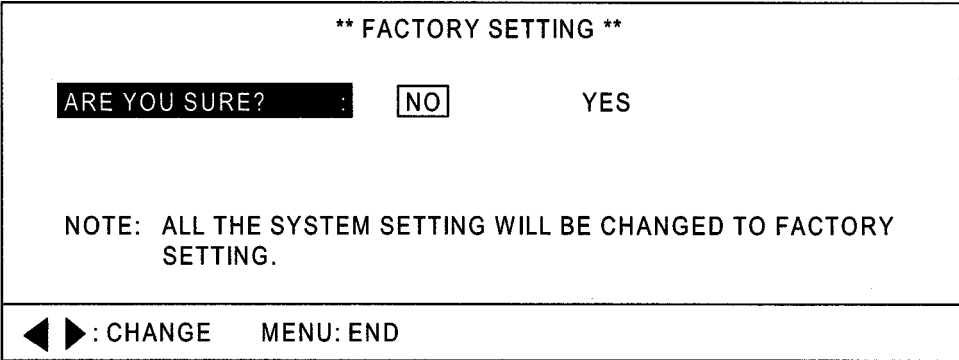 ** FACTORY SETTING **
ARE YOU SURE? : NO YES
NOTE: ALL THE SYSTEM SETTING WILL BE CHANGED TO FACTORY
SETTING.
◀ ▶: CHANGE MENU: END